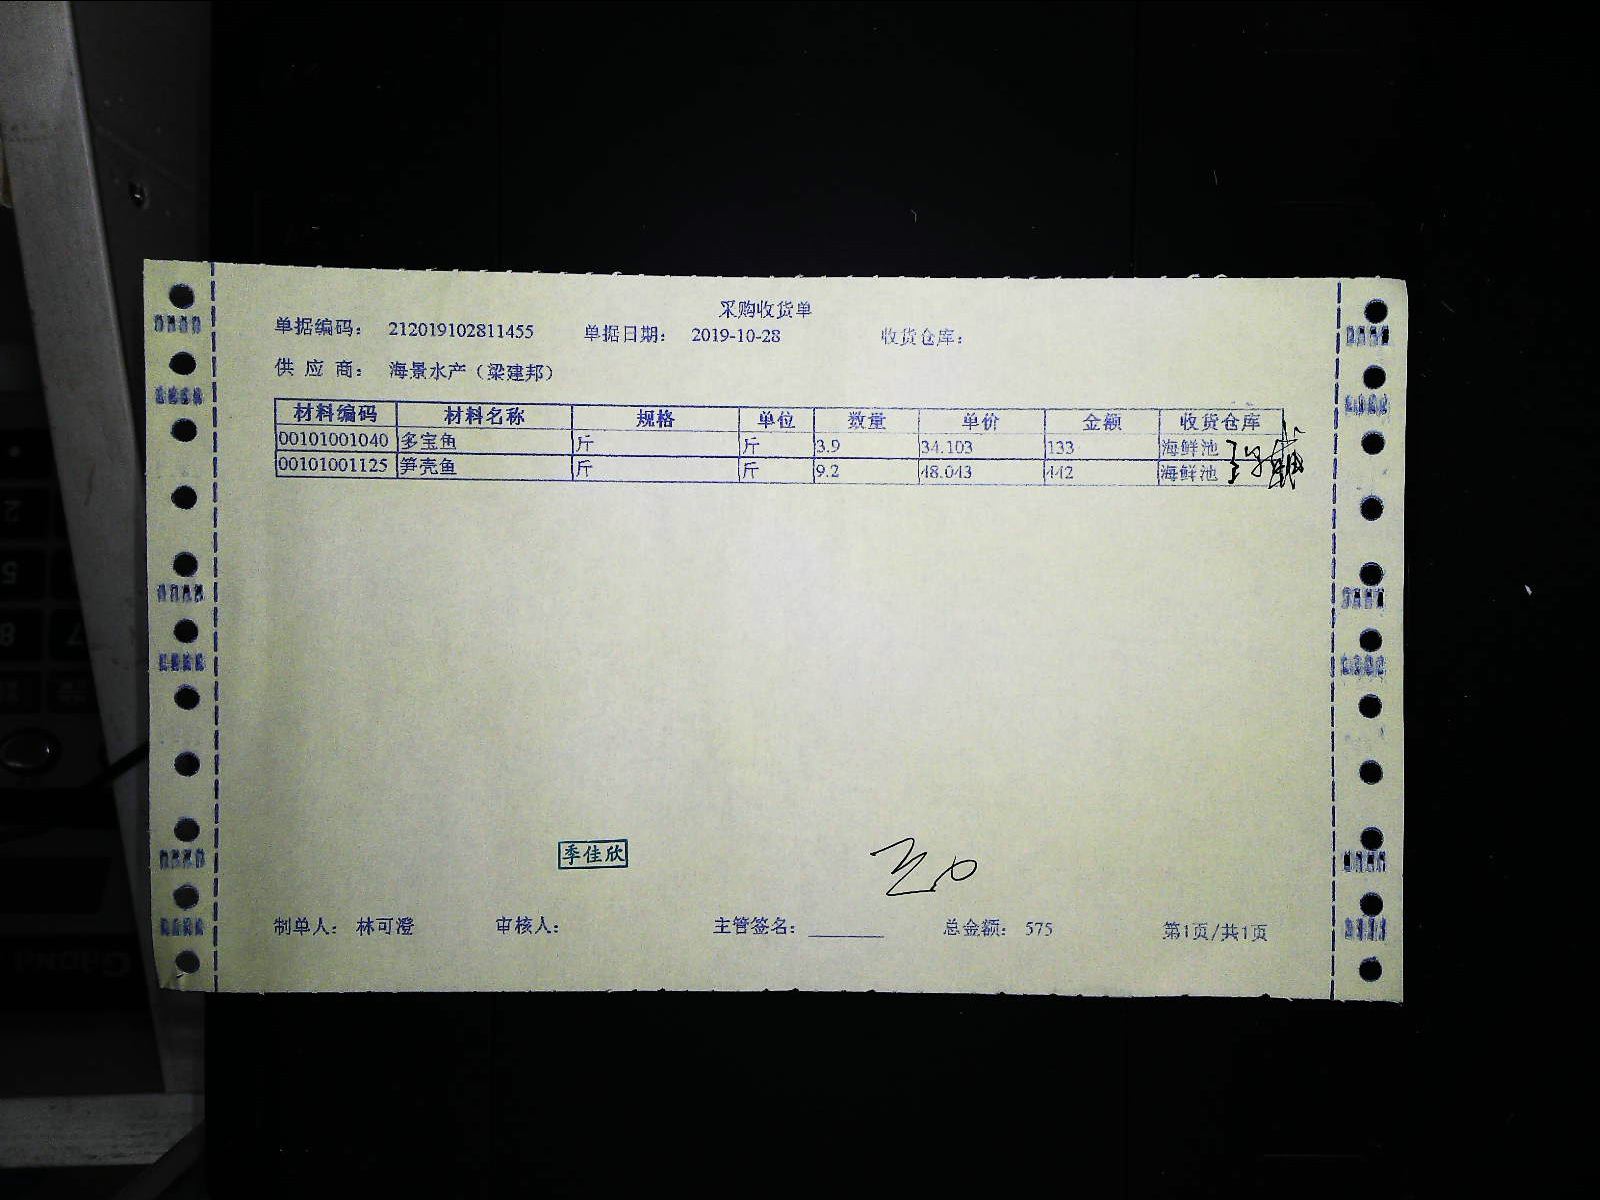 采购收货单
单据编码： 212019102811455 单据日期： 2019-10-28 收货仓库：
供 应 商： 海景水产（梁建邦）
材料编码 材料名称 规格 单位 数量 单价 金额 收货仓库
00101001040 多宝鱼 斤 斤 3.9 34.103 133 海鲜池
00101001125 笋壳鱼 斤 斤 9.2 48.043 442 海鲜池
季佳欣
制单人： 林可澄 审核人： 主管签名： 总金额： 575 第1页/共1页